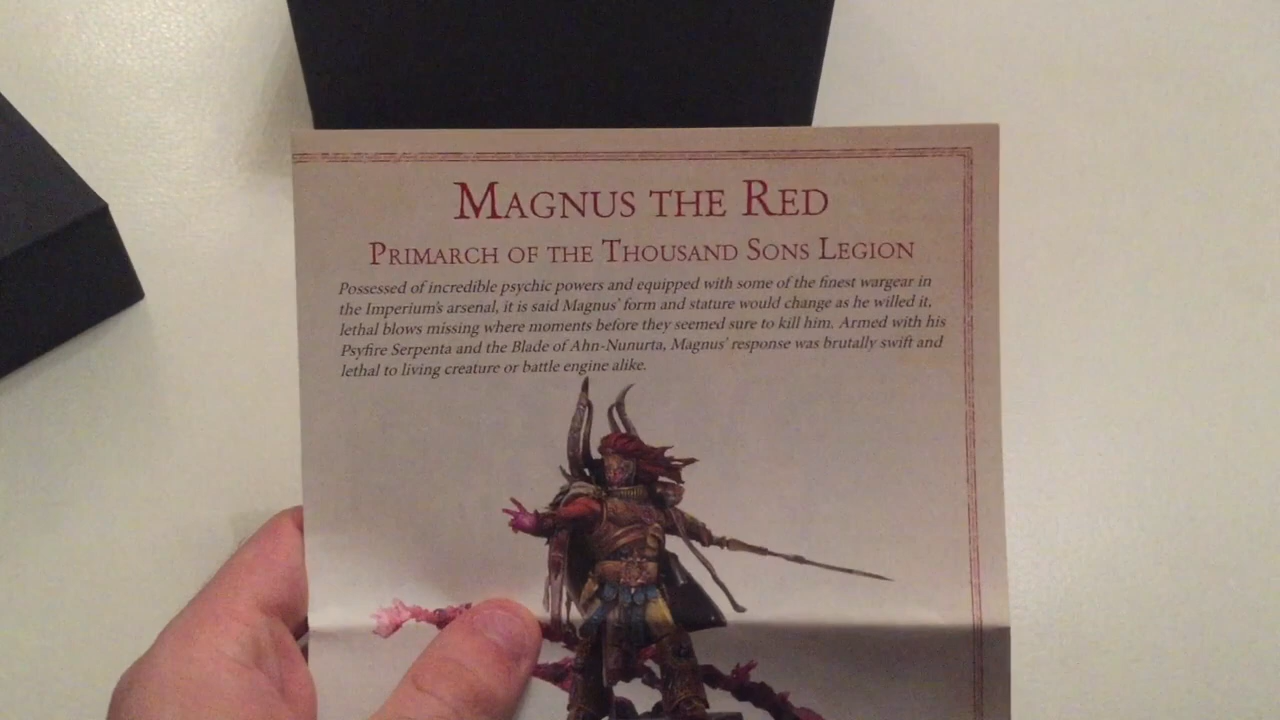 MAGNUS THE RED
PRIMARCH OF THE THOUSAND SONS LEGION
Possessed of incredible psychic powers and equipped with some of the finest wargear in
the Imperium's arsenal, it is said Magnus' form and stature would change as he willed it,
lethal blows missing where moments before they seemed sure to kill him. Armed with his
Psyfire Serpenta and the Blade of Ahn-Nunurta, Magnus' response was brutally swift and
lethal to living creature or battle engine alike.